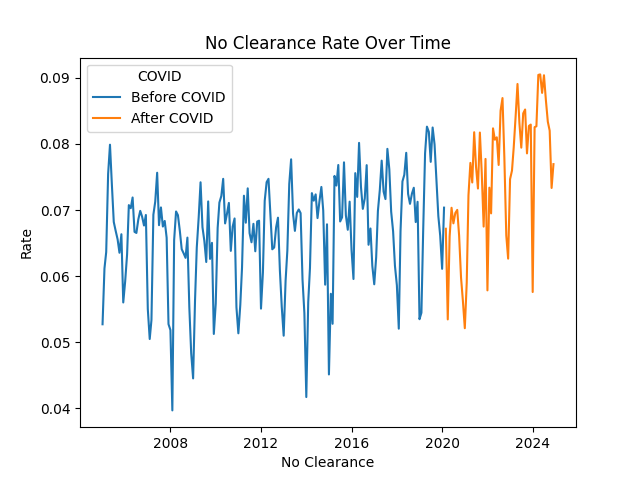 No Clearance Rate Over Time
COVID
Before COVID
After COVID
0.09
0.08
0.07
0.06
0.05
0.04
Rate
2008
2012
2016
2020
2024
No Clearance